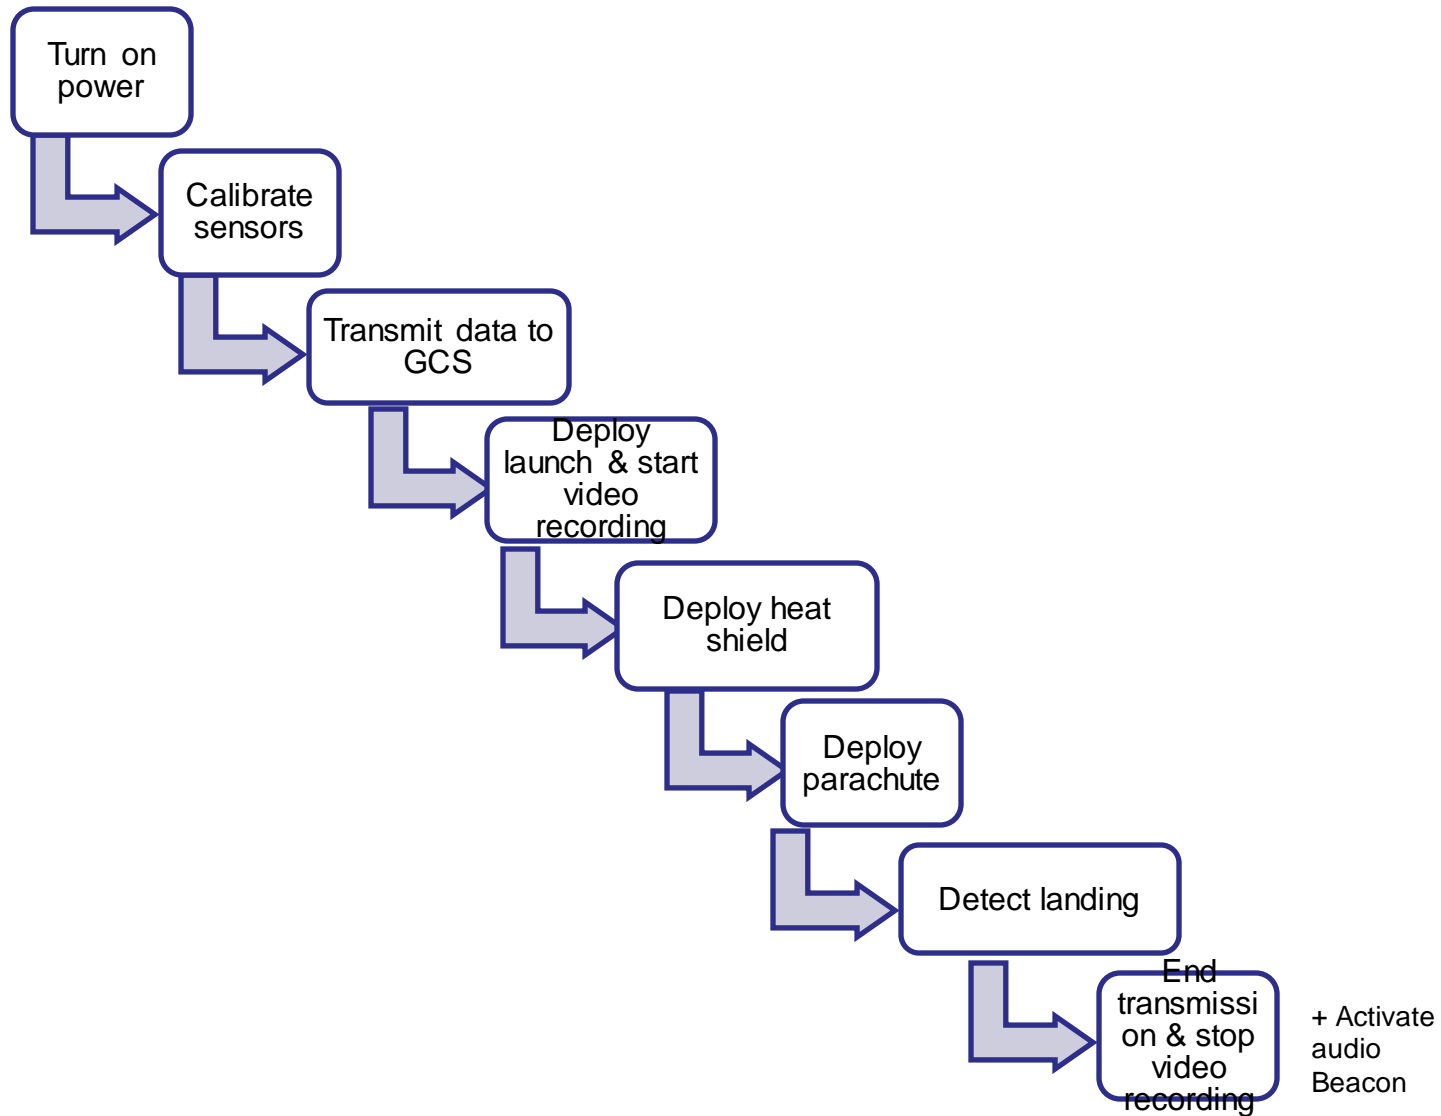 Turn on
power
Calibrate
sensors
Transmit data to
GCS
Deploy
launch & start
video
recording
Deploy heat
shield
Deploy
parachute
Detect landing
End
transmissi
on & stop
video
recording
+ Activate
audio
Beacon